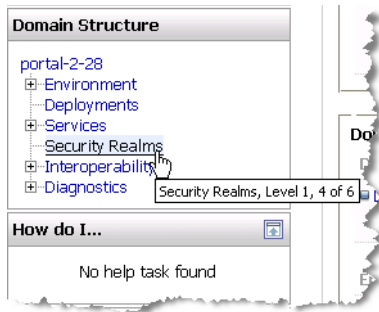 Domain Structure
portal-2-28
Environment
Deployments
Services
Security Realms
Interoperability
Diagnostics
Security Realms, Level 1, 4 of 6
How do I...
No help task found